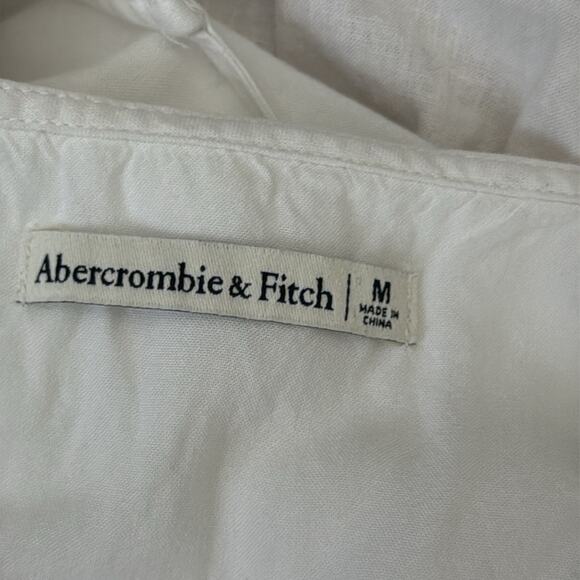 Abercrombie & Fitch | M
MADE IN
CHINA